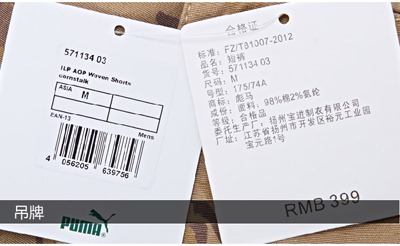 571134 03
ILP AOP Woven Shorts
cornstalk
ASIA M
EAN-13
Mens
4 056205 639756
PUMA
合格证
标准: FZ/T81007-2012
品名: 短裤
货号: 571134 03
尺码: M
号型: 175/74A
商标: 彪马
成份: 面料: 98%棉2%氨纶
等级: 合格品
委托生产厂: 扬州宝进制衣有限公司
厂址: 江苏省扬州市开发区裕元工业园
宝元路1号
RMB 399
吊牌